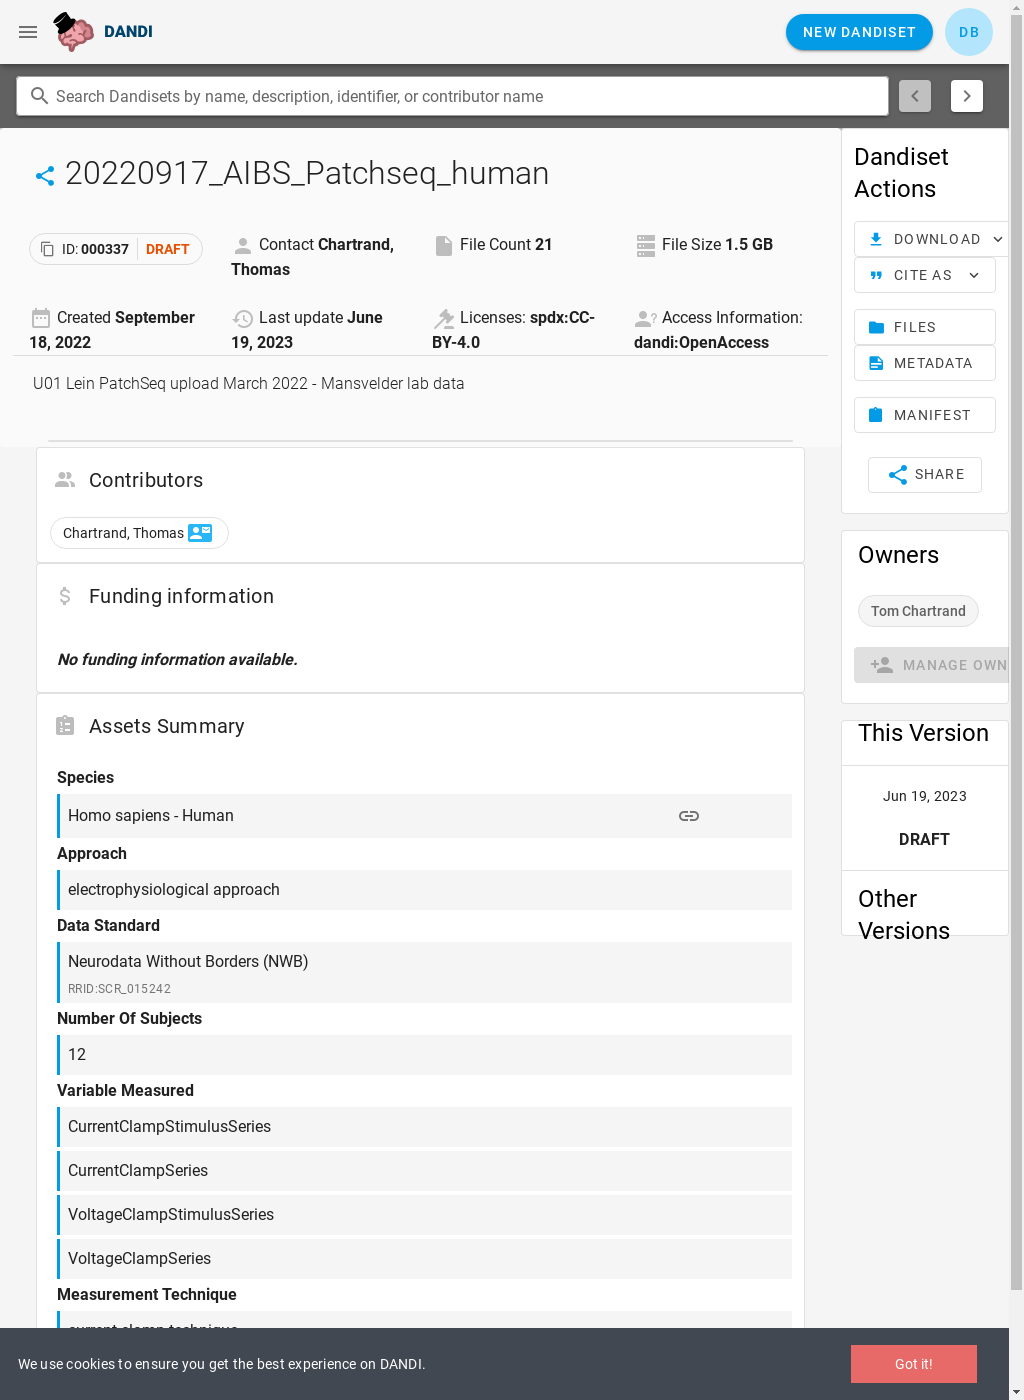 DANDI
NEW DANDISET
DB
Search Dandisets by name, description, identifier, or contributor name
20220917_AIBS_Patchseq_human
ID: 000337 DRAFT
Contact Chartrand,
Thomas
File Count 21
File Size 1.5 GB
Created September
18, 2022
Last update June
19, 2023
Licenses: spdx:CC-
BY-4.0
Access Information:
dandi:OpenAccess
U01 Lein PatchSeq upload March 2022 - Mansvelder lab data
Contributors
Chartrand, Thomas
Funding information
No funding information available.
Assets Summary
Species
Homo sapiens - Human
Approach
electrophysiological approach
Data Standard
Neurodata Without Borders (NWB)
RRID:SCR_015242
Number Of Subjects
12
Variable Measured
CurrentClampStimulusSeries
CurrentClampSeries
VoltageClampStimulusSeries
VoltageClampSeries
Measurement Technique
Dandiset
Actions
DOWNLOAD
CITE AS
FILES
METADATA
MANIFEST
SHARE
Owners
Tom Chartrand
MANAGE OWN
This Version
Jun 19, 2023
DRAFT
Other
Versions
We use cookies to ensure you get the best experience on DANDI.
Got it!